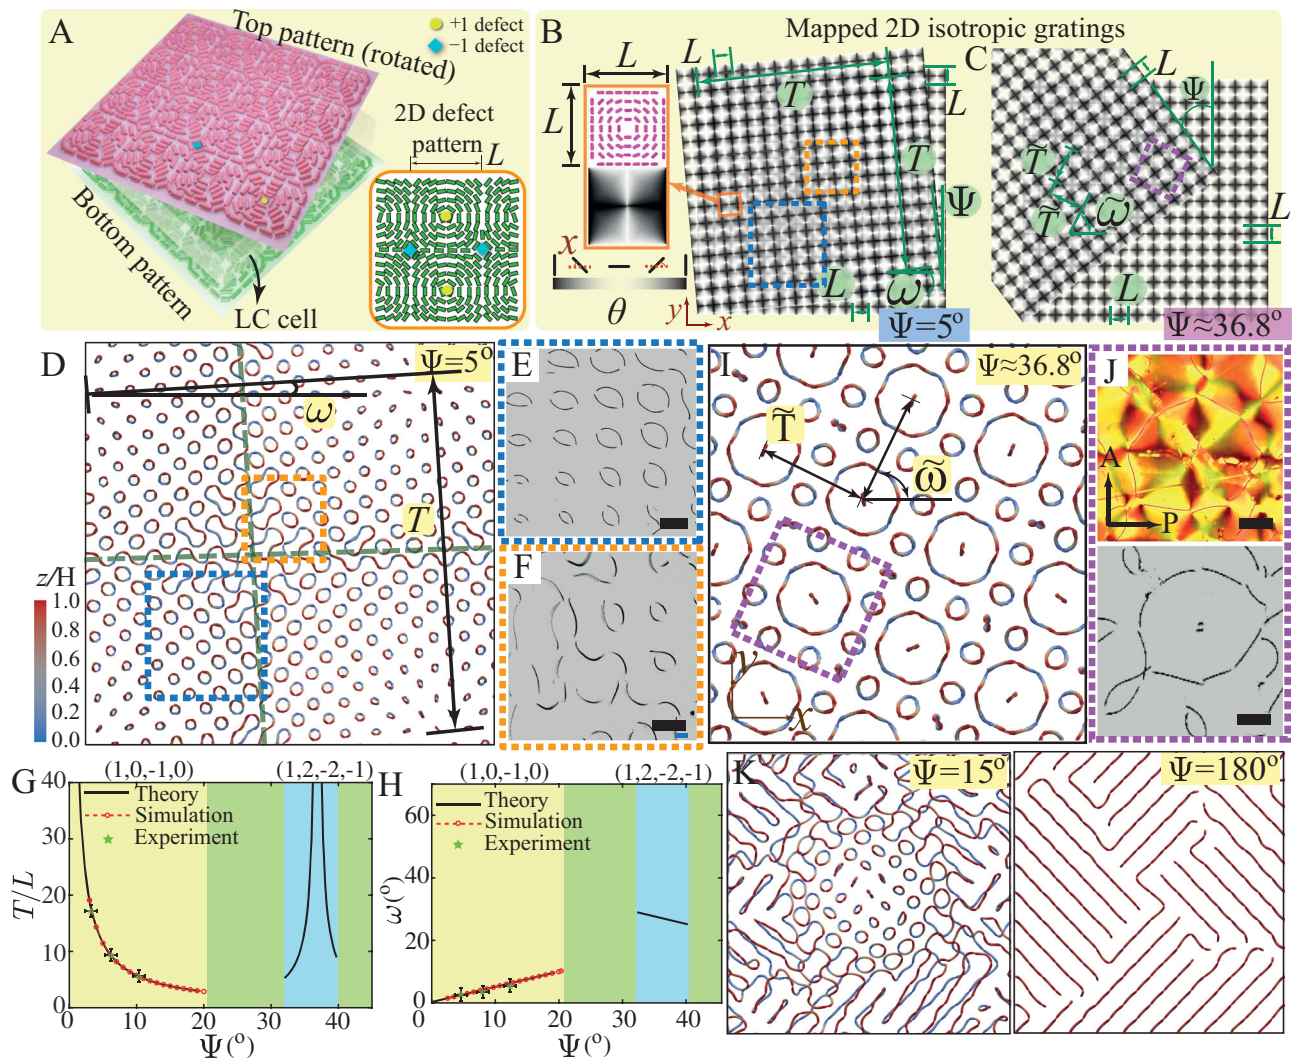 A
Top pattern (rotated)
+1 defect
−1 defect
2D defect
pattern
L
Bottom pattern
LC cell
B
Mapped 2D isotropic gratings
L
L
L
T
L
T
Ψ
ω
L
x
θ
y
x
Ψ=5°
C
L
Ψ
T̃
T̃
ω̃
L
L
Ψ≈36.8°
D
Ψ=5°
ω
T
z/H
1.0
0.8
0.6
0.4
0.2
0.0
E
F
I
Ψ≈36.8°
T̃
ω̃
y
x
J
A
P
G
(1,0,-1,0)
(1,2,-2,-1)
Theory
Simulation
Experiment
T/L
40
30
20
10
0
0
10
20
30
40
Ψ(°)
H
(1,0,-1,0)
(1,2,-2,-1)
Theory
Simulation
Experiment
ω(°)
60
40
20
0
0
10
20
30
40
Ψ(°)
K
Ψ=15°
Ψ=180°